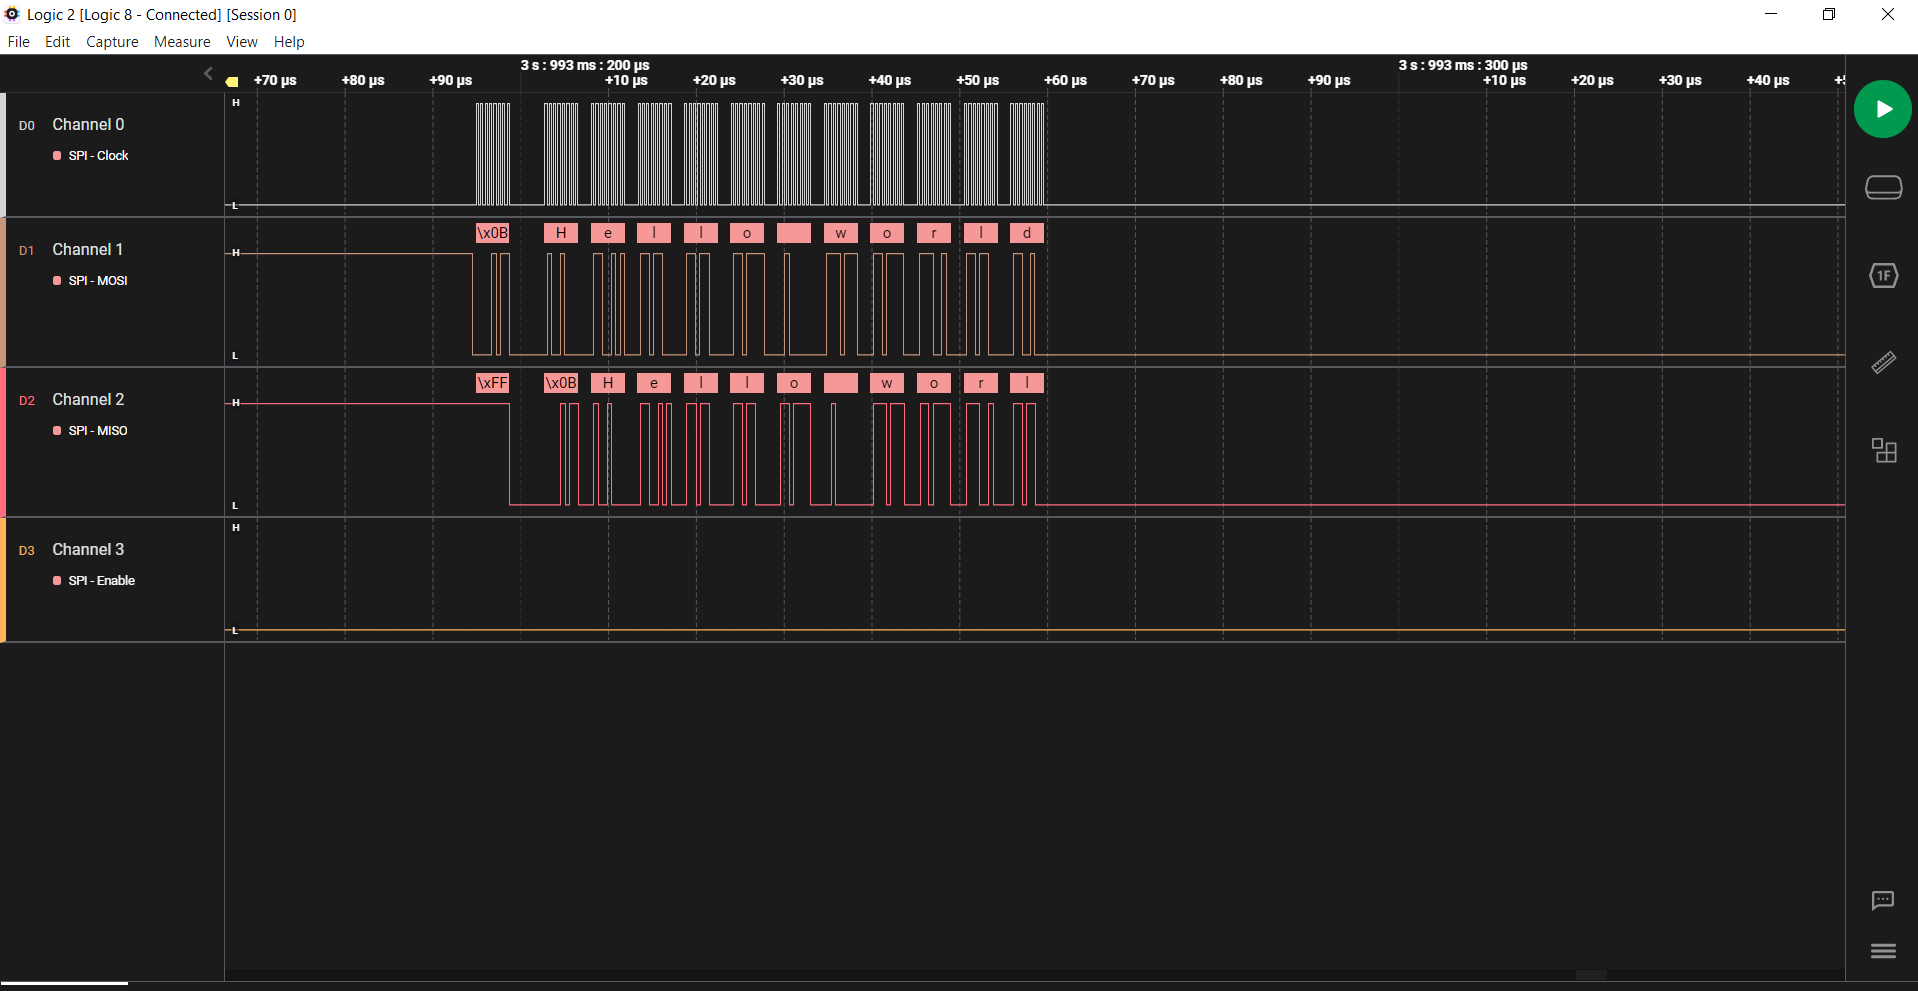 Logic 2 [Logic 8 - Connected] [Session 0]
File Edit Capture Measure View Help
3 s : 993 ms : 200 µs 3 s : 993 ms : 300 µs
+70 µs +80 µs +90 µs +10 µs +20 µs +30 µs +40 µs +50 µs +60 µs +70 µs +80 µs +90 µs +10 µs +20 µs +30 µs +40 µs
H
D0 Channel 0
SPI - Clock
L
\x0B H e l l o w o r l d
D1 Channel 1 H
SPI - MOSI
L
\xFF \x0B H e l l o w o r l
D2 Channel 2 H
SPI - MISO
L
H
D3 Channel 3
SPI - Enable
L
1F